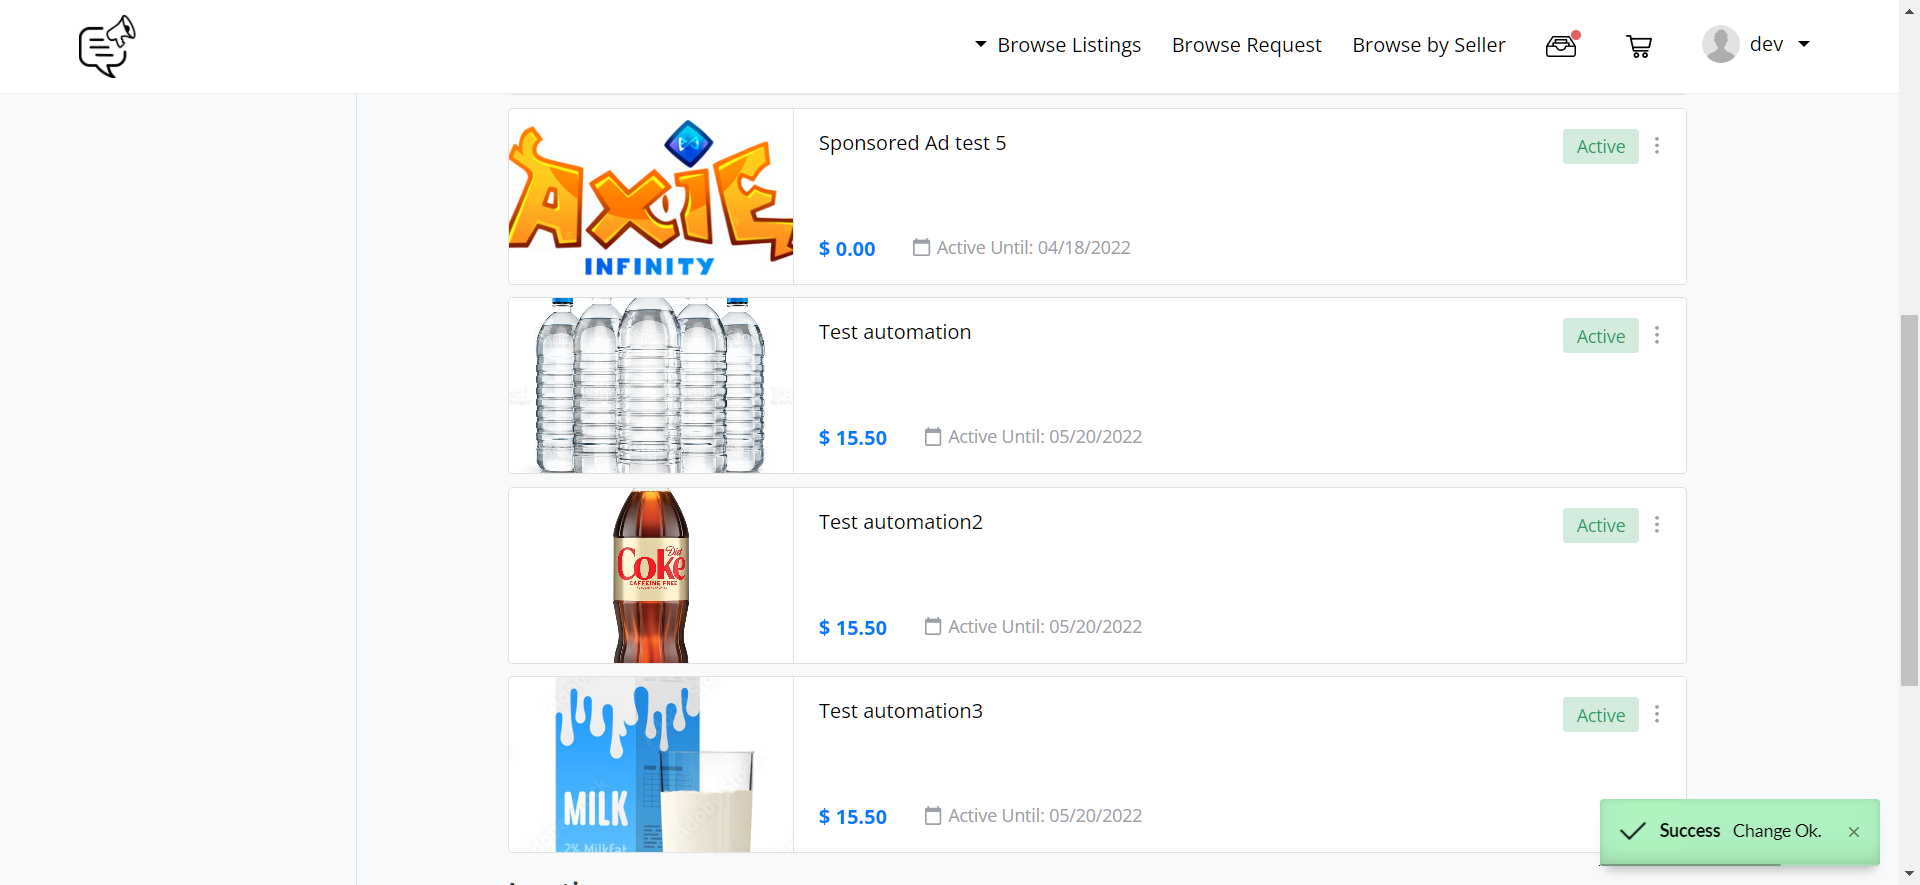 Browse Listings
Browse Request
Browse by Seller
dev
AXIE
INFINITY
Sponsored Ad test 5
Active
$ 0.00
Active Until: 04/18/2022
Test automation
Active
$ 15.50
Active Until: 05/20/2022
Diet
Coke
CAFFEINE FREE
Test automation2
Active
$ 15.50
Active Until: 05/20/2022
MILK
2% Milkfat
Test automation3
Active
$ 15.50
Active Until: 05/20/2022
Success Change Ok.